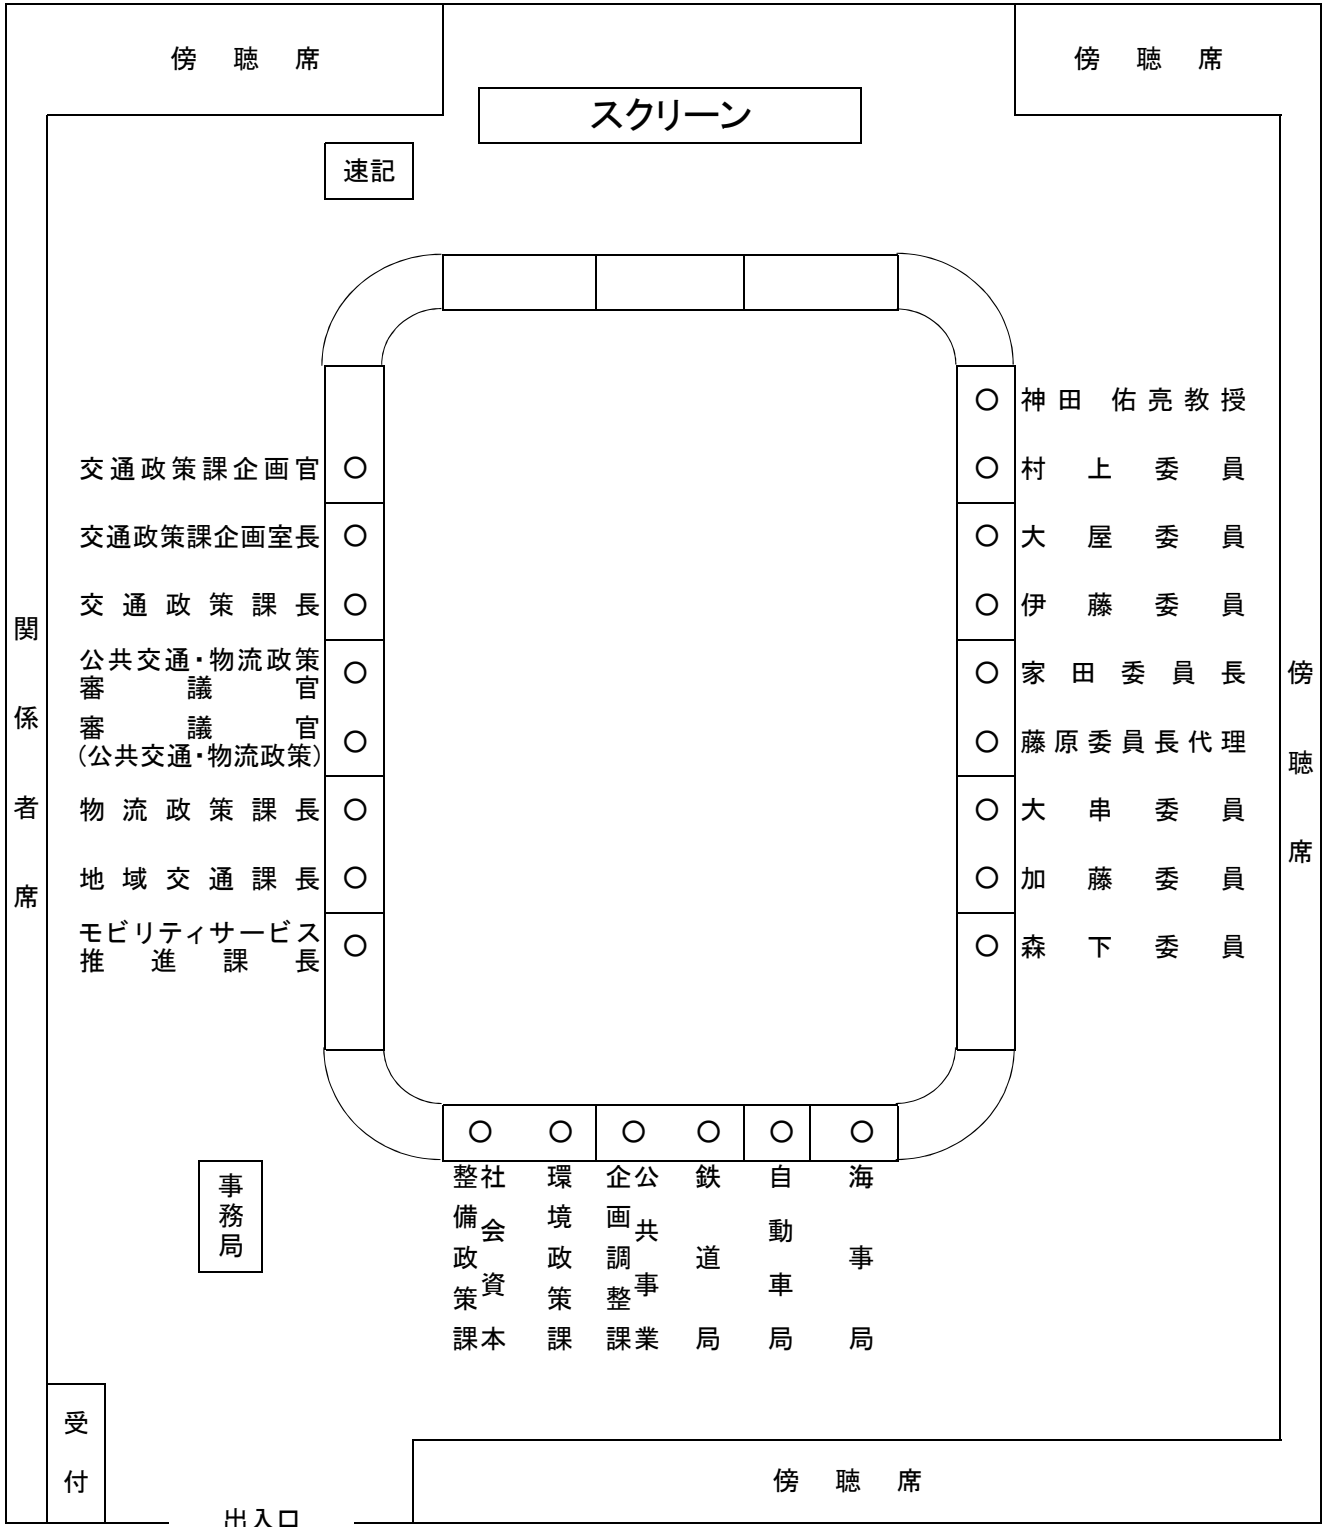 傍聴席
傍聴席
スクリーン
速記
神田 佑亮教授
交通政策課企画官
村上委員
交通政策課企画室長
大屋委員
交通政策課長
伊藤委員
公共交通・物流政策
審議官
家田委員長
審議官
(公共交通・物流政策)
藤原委員長代理
物流政策課長
大串委員
地域交通課長
加藤委員
モビリティサービス
推進課長
森下委員
関係者席
傍聴席
社会資本
整備政策課
環境政策課
公共事業
企画調整課
鉄道局
自動車局
海事局
事務局
受付
傍聴席
出入口